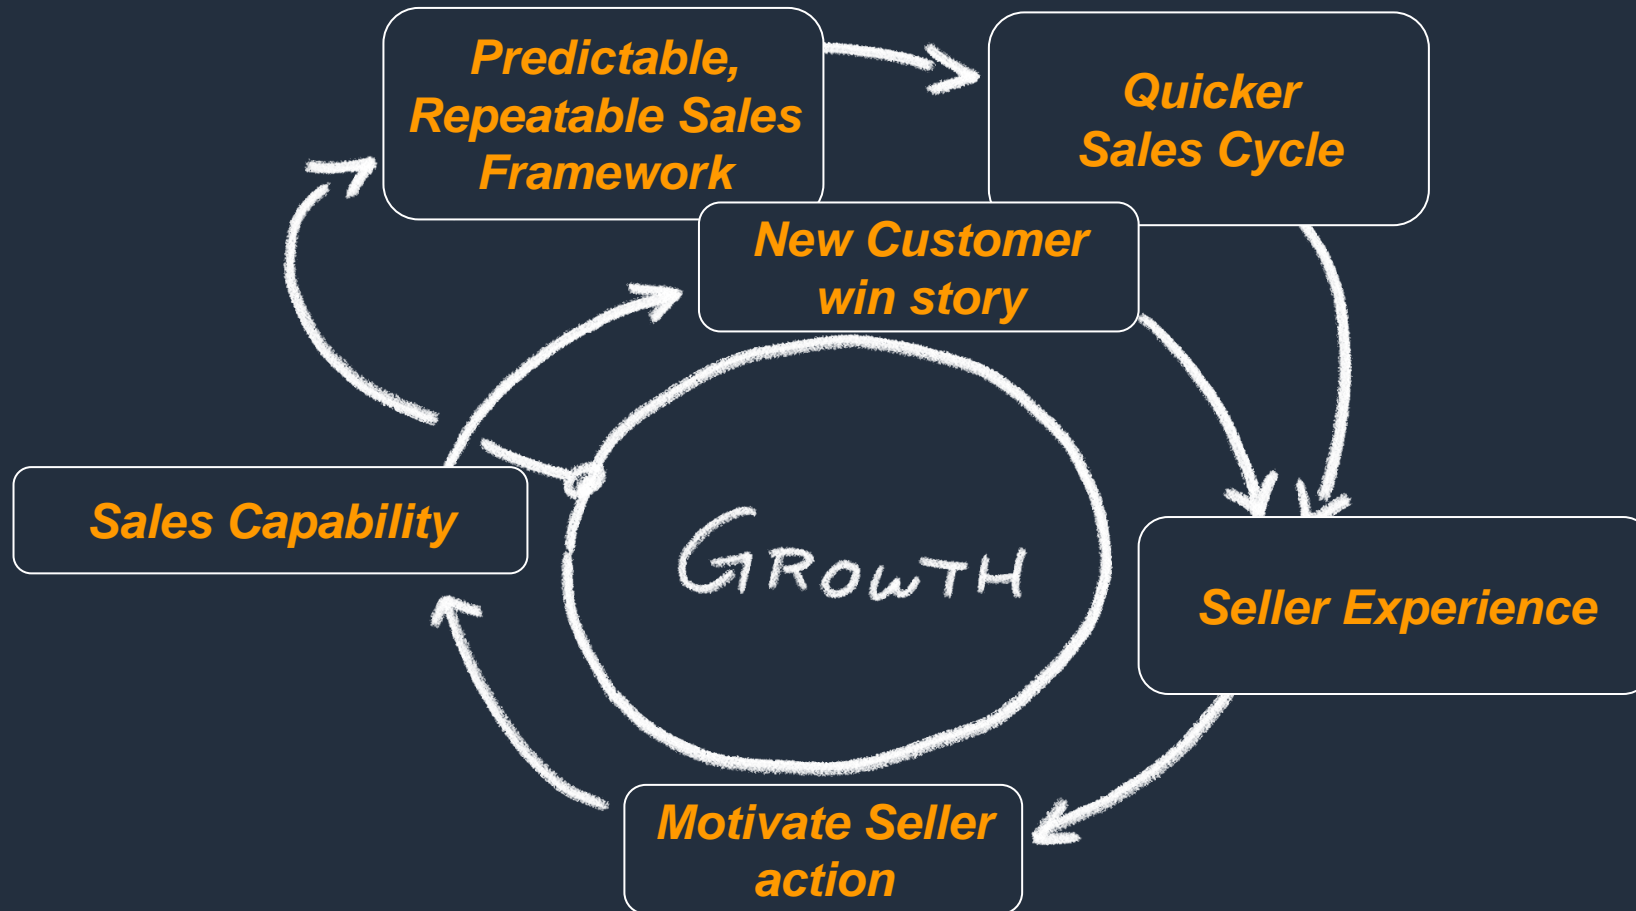 Predictable,
Repeatable Sales
Framework
Quicker
Sales Cycle
New Customer
win story
Sales Capability
GROWTH
Seller Experience
Motivate Seller
action